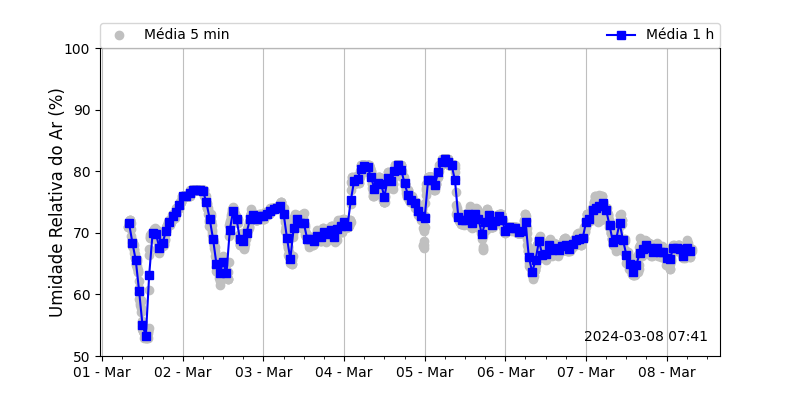 Média 5 min
Média 1 h
Umidade Relativa do Ar (%)
100
90
80
70
60
50
2024-03-08 07:41
01 - Mar
02 - Mar
03 - Mar
04 - Mar
05 - Mar
06 - Mar
07 - Mar
08 - Mar